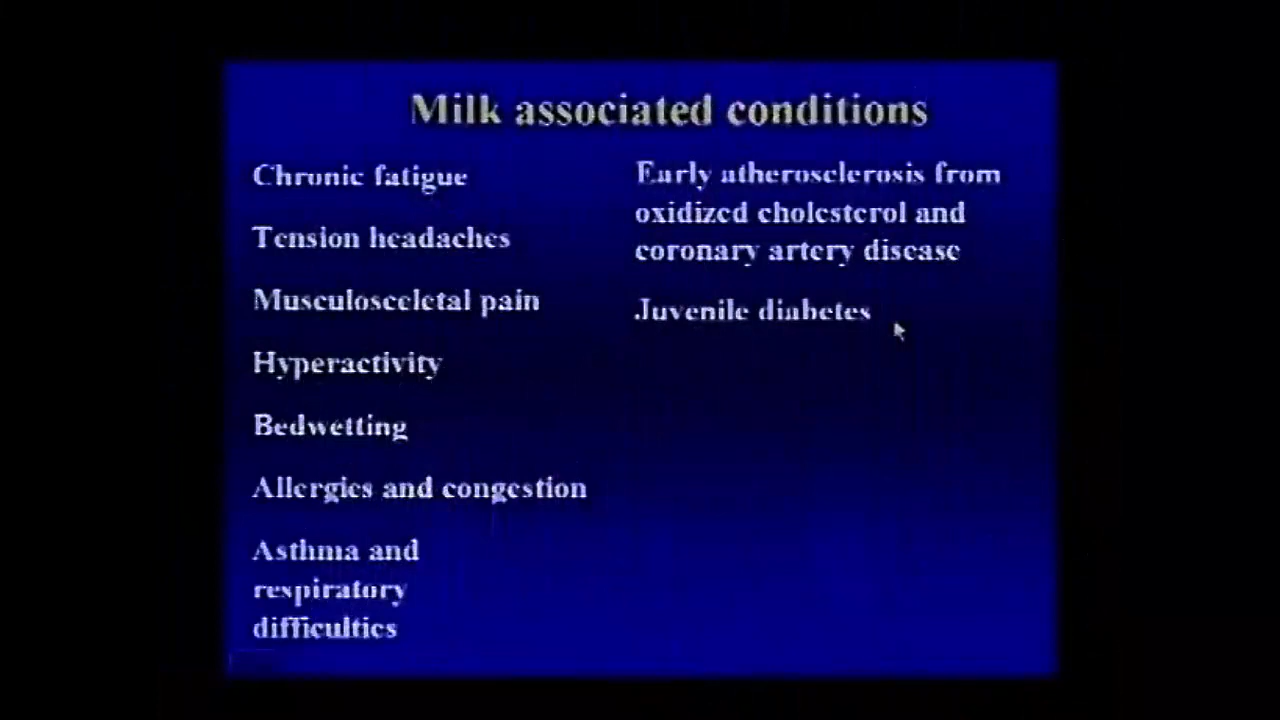 Milk associated conditions
Chronic fatigue
Tension headaches
Musculosceletal pain
Hyperactivity
Bedwetting
Allergies and congestion
Asthma and
respiratory
difficulties
Early atherosclerosis from
oxidized cholesterol and
coronary artery disease
Juvenile diabetes